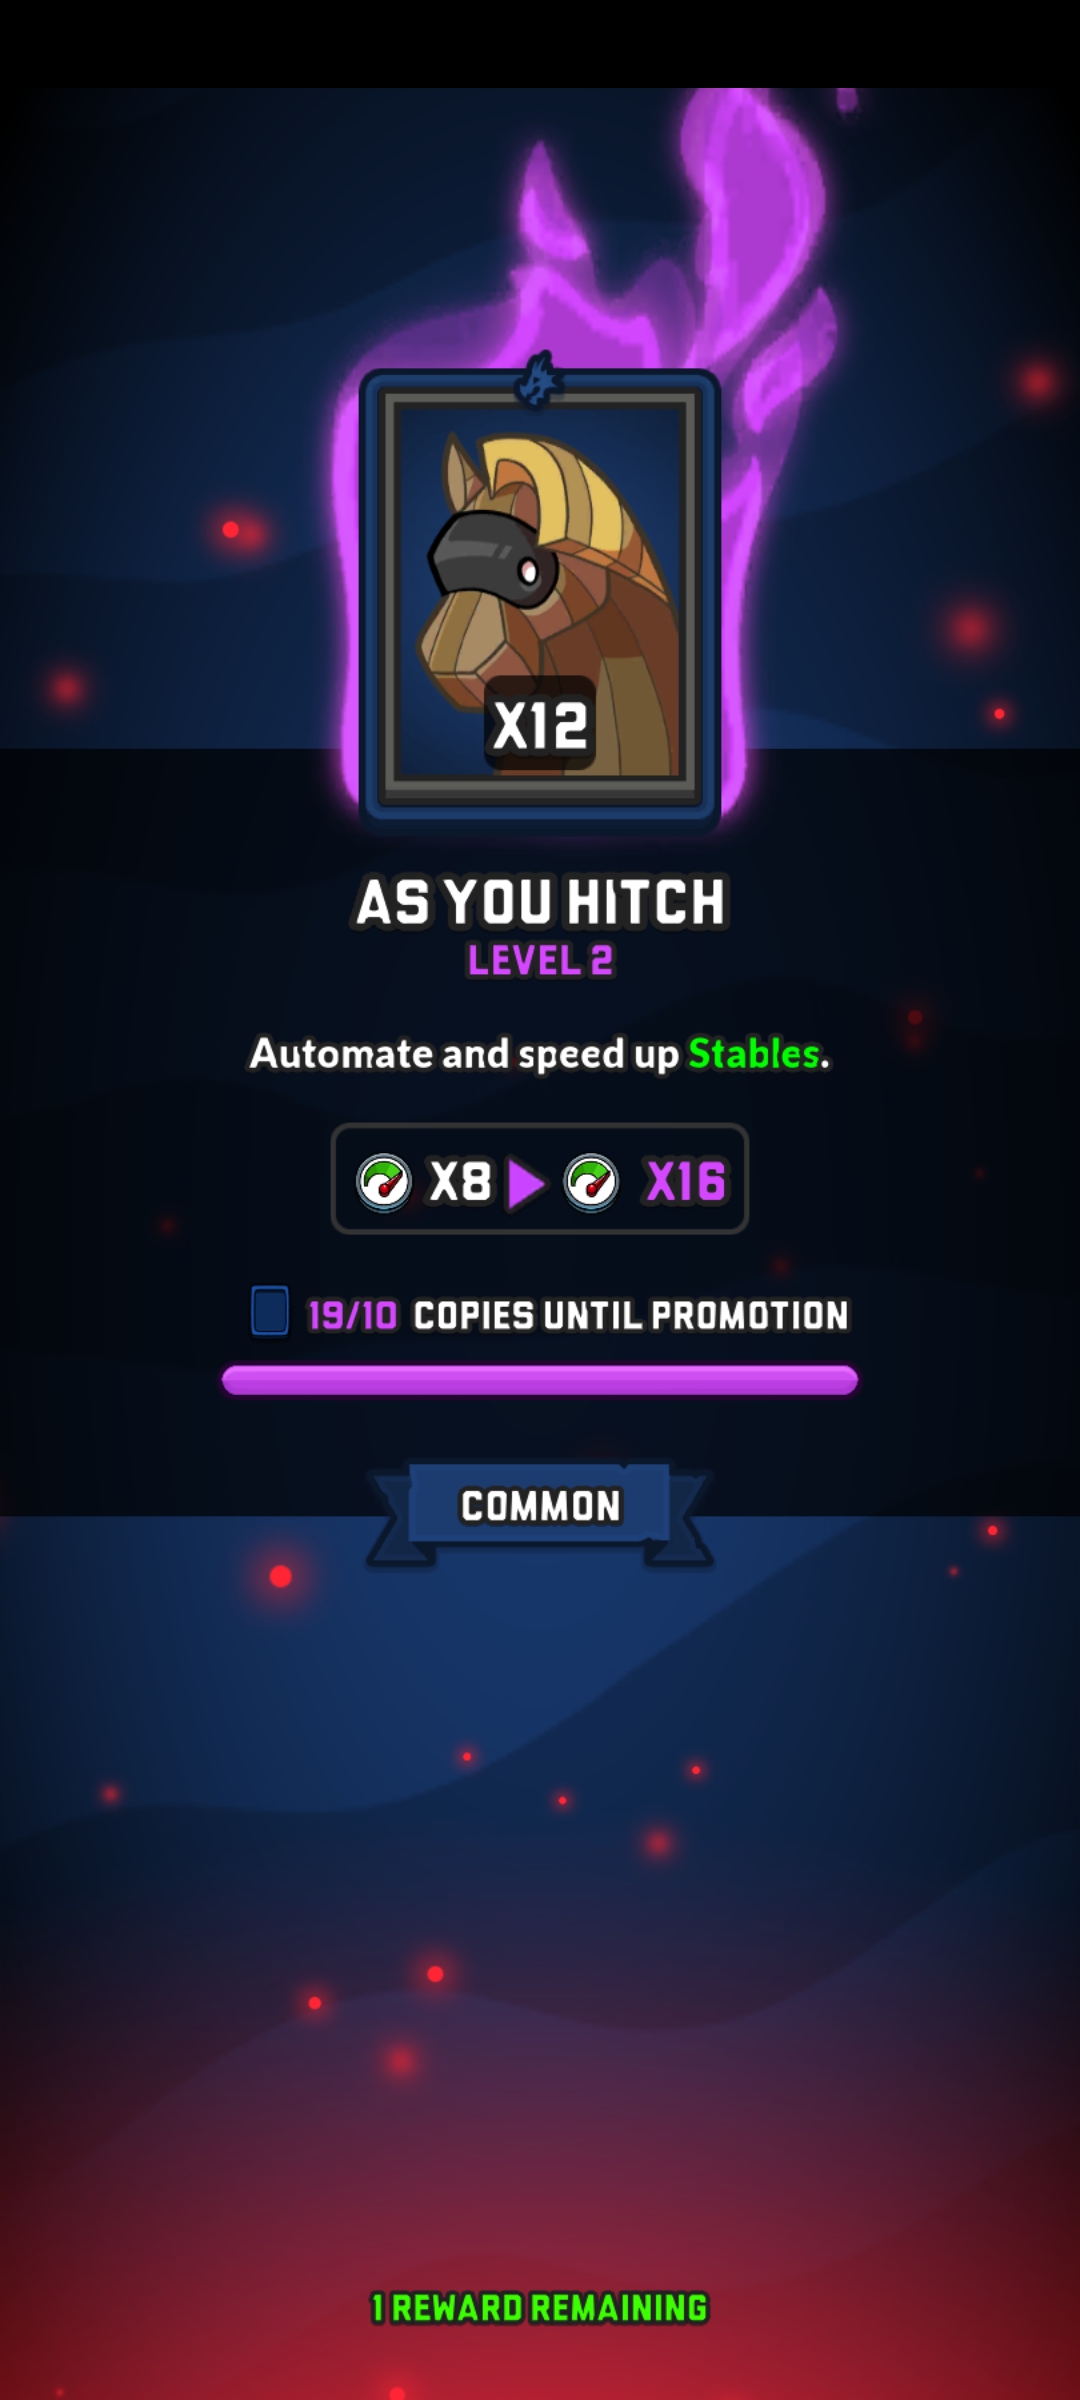 X12
AS YOU HITCH
LEVEL 2
Automate and speed up Stables.
X8 X16
19/10 COPIES UNTIL PROMOTION
COMMON
1 REWARD REMAINING